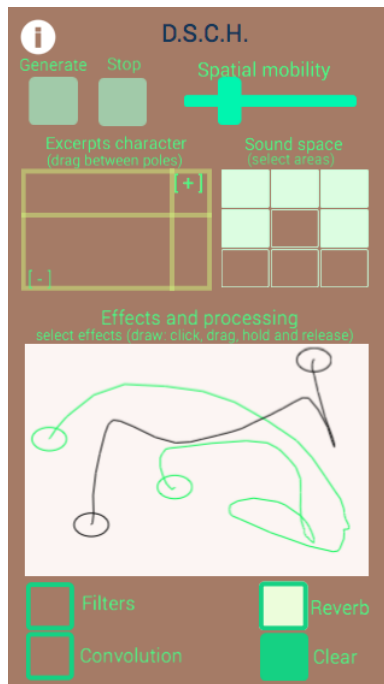 i
D.S.C.H.
Generate Stop
Spatial mobility
Excerpts character
(drag between poles)
Sound space
(select areas)
[+]
[-]
Effects and processing
select effects (draw: click, drag, hold and release)
Filters
Reverb
Convolution
Clear